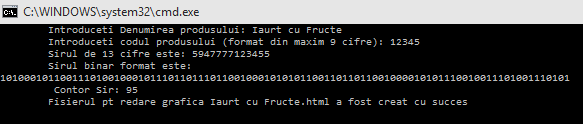 C:\WINDOWS\system32\cmd.exe
Introduceti Denumirea produsului: Iaurt cu Fructe
Introduceti codul produsului (format din maxim 9 cifre): 12345
Sirul de 13 cifre este: 5947777123455
Sirul binar format este:
10100010110011101001000101110110111011001000101010110011011011001000010101110010011101001110101
Contor Sir: 95
Fisierul pt redare grafica Iaurt cu Fructe.html a fost creat cu succes